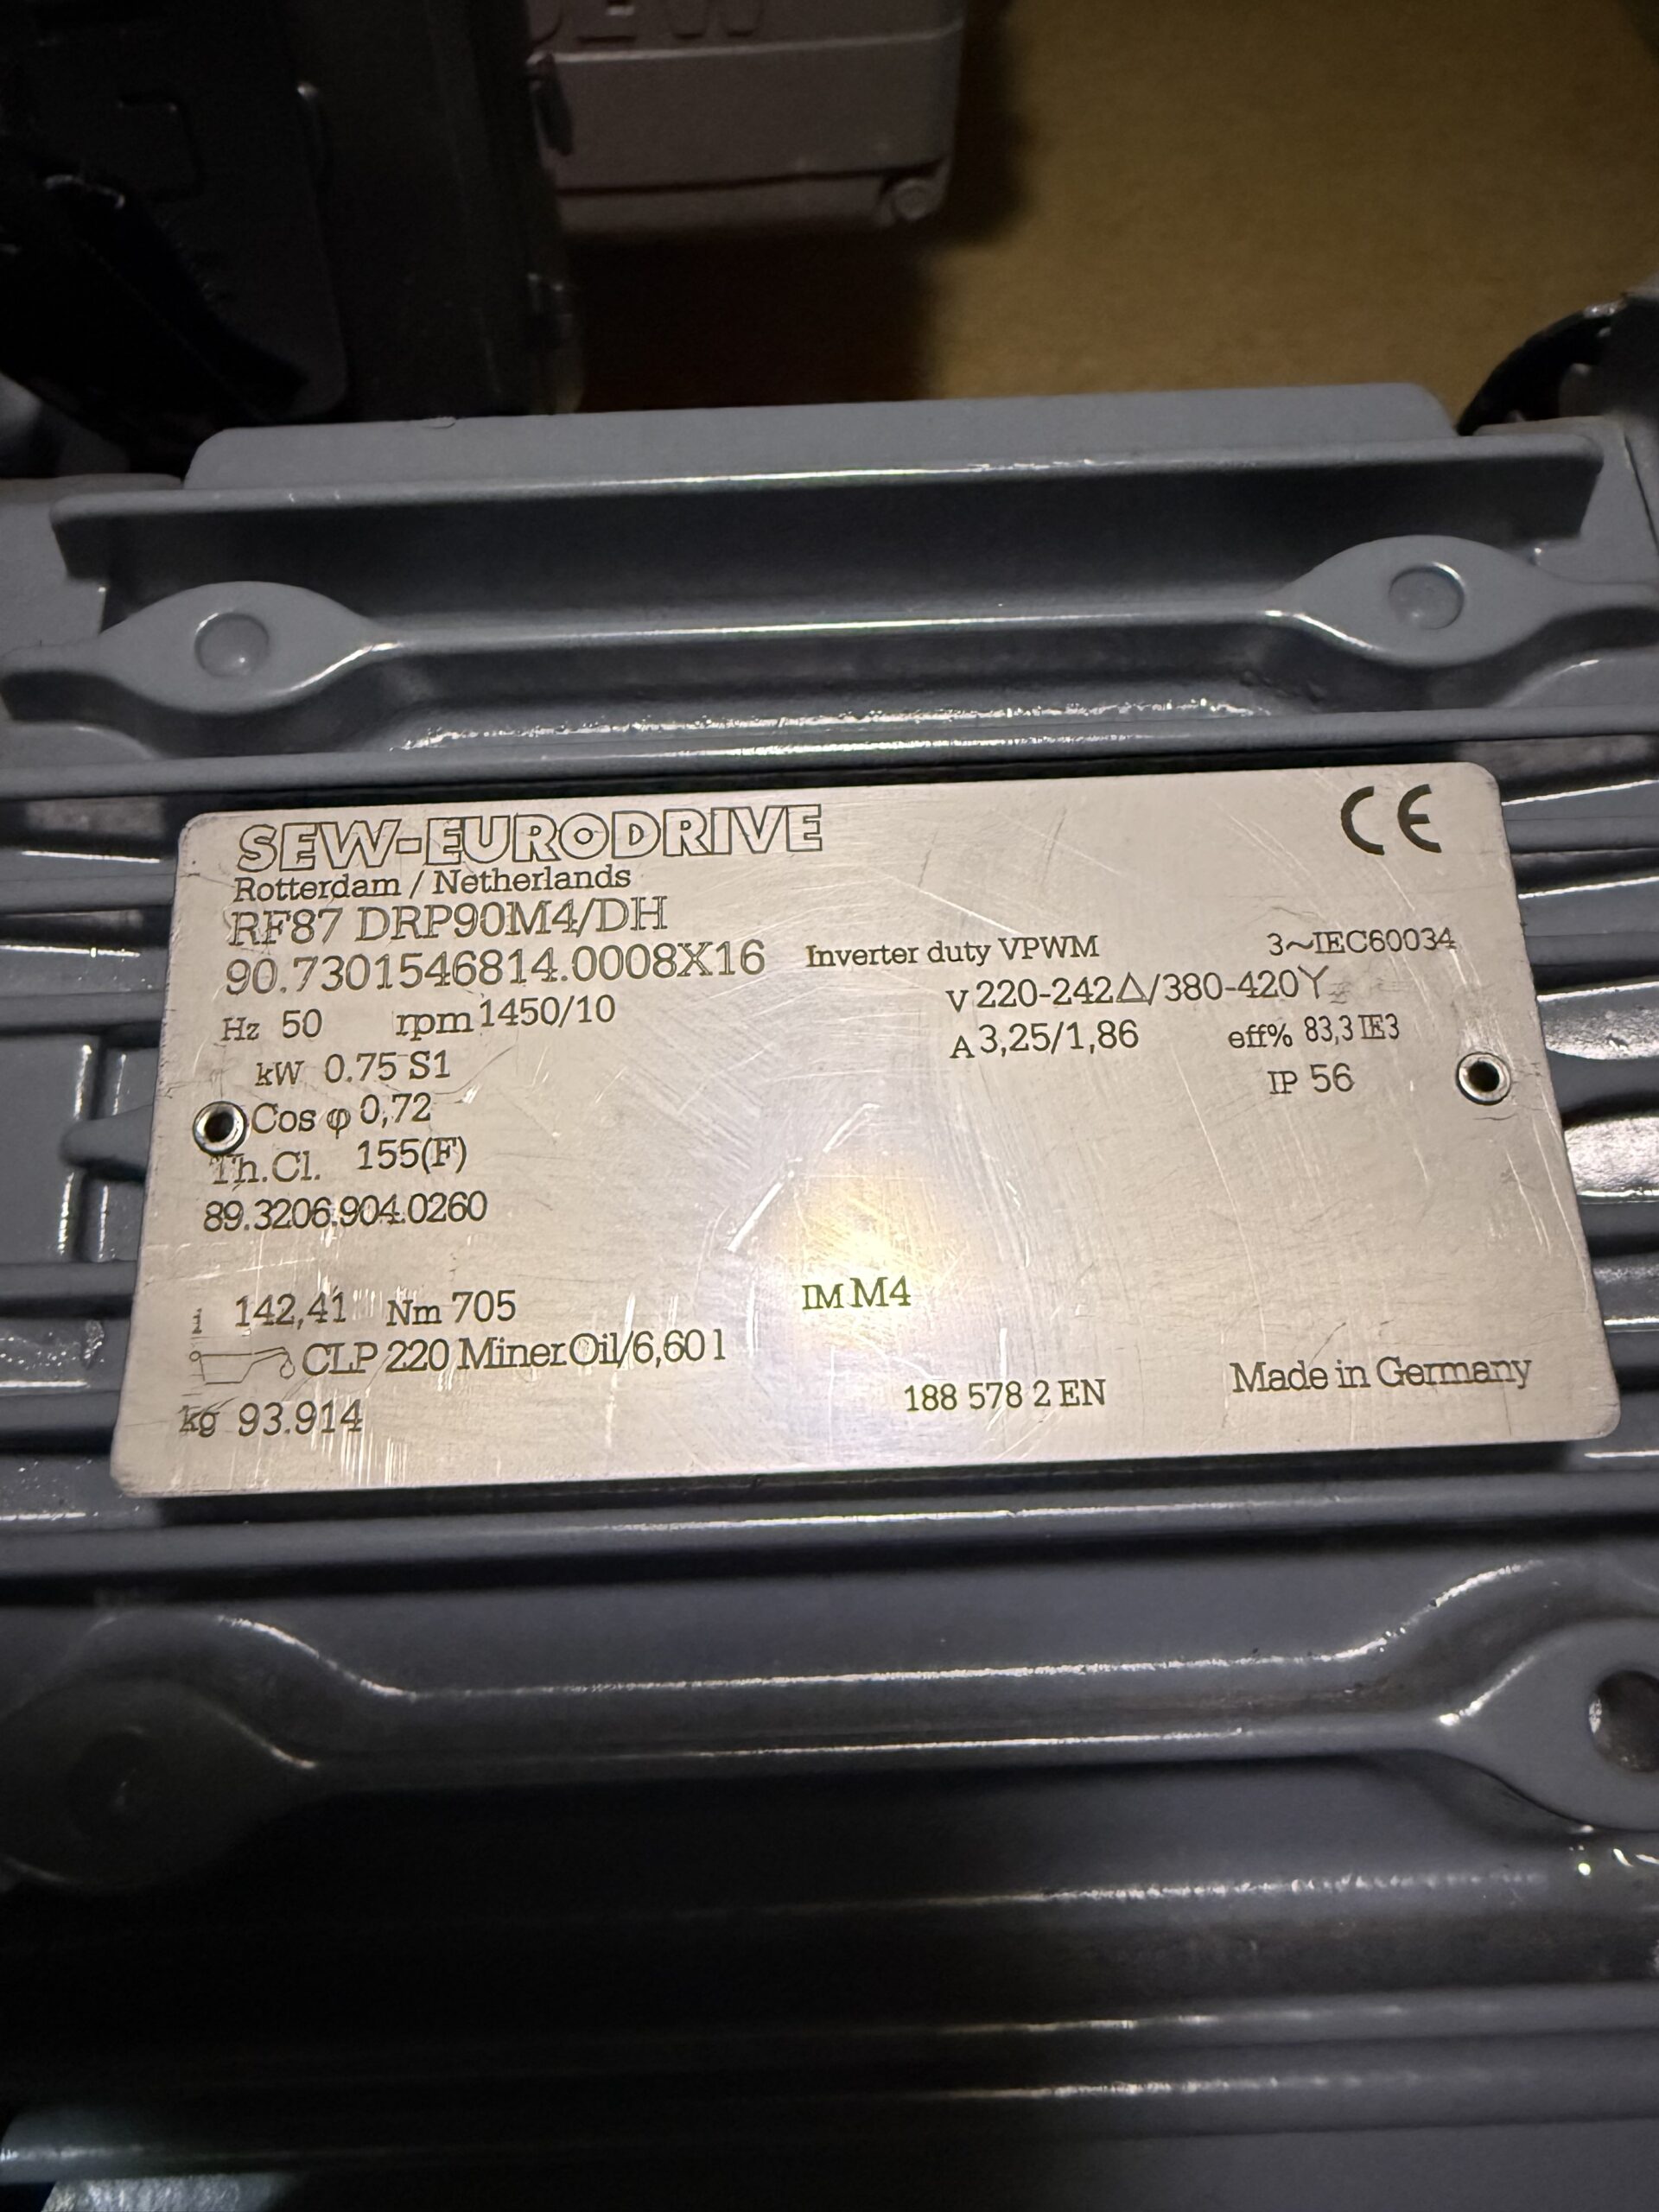 SEW-EURODRIVE
CE
Rotterdam / Netherlands
RF87 DRP90M4/DH
90.7301546814.0008X16 Inverter duty VPWM 3~IEC60034
Hz 50 rpm 1450/10 V 220-242△/380-420Y
kW 0.75 S1 A 3,25/1,86 eff% 83,3 IE3
Cos φ 0,72 IP 56
Th.Cl. 155(F)
89.3206.904.0260
i 142,41 Nm 705 IM M4
CLP 220 Miner.Oil/6,60 l
kg 93.914 188 578 2 EN Made in Germany